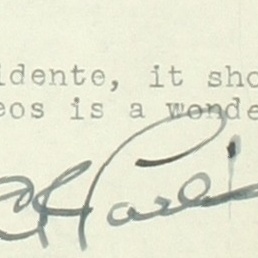 idente, it sho
eos is a wonde